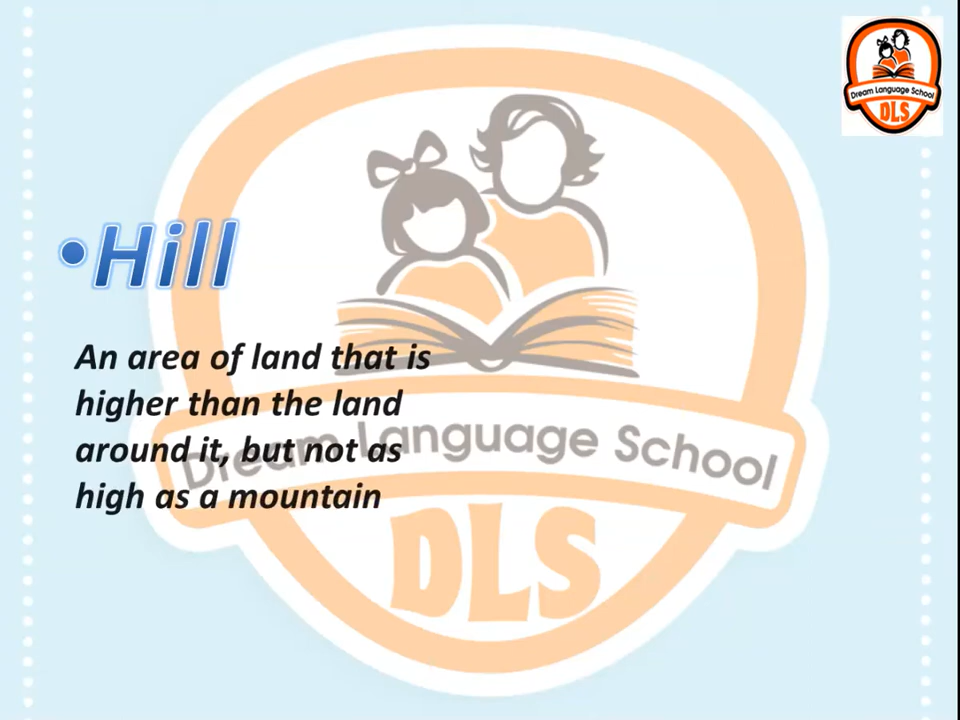 Dream Language School
DLS
•Hill
An area of land that is
higher than the land
around it, but not as
high as a mountain
Dream Language School
DLS